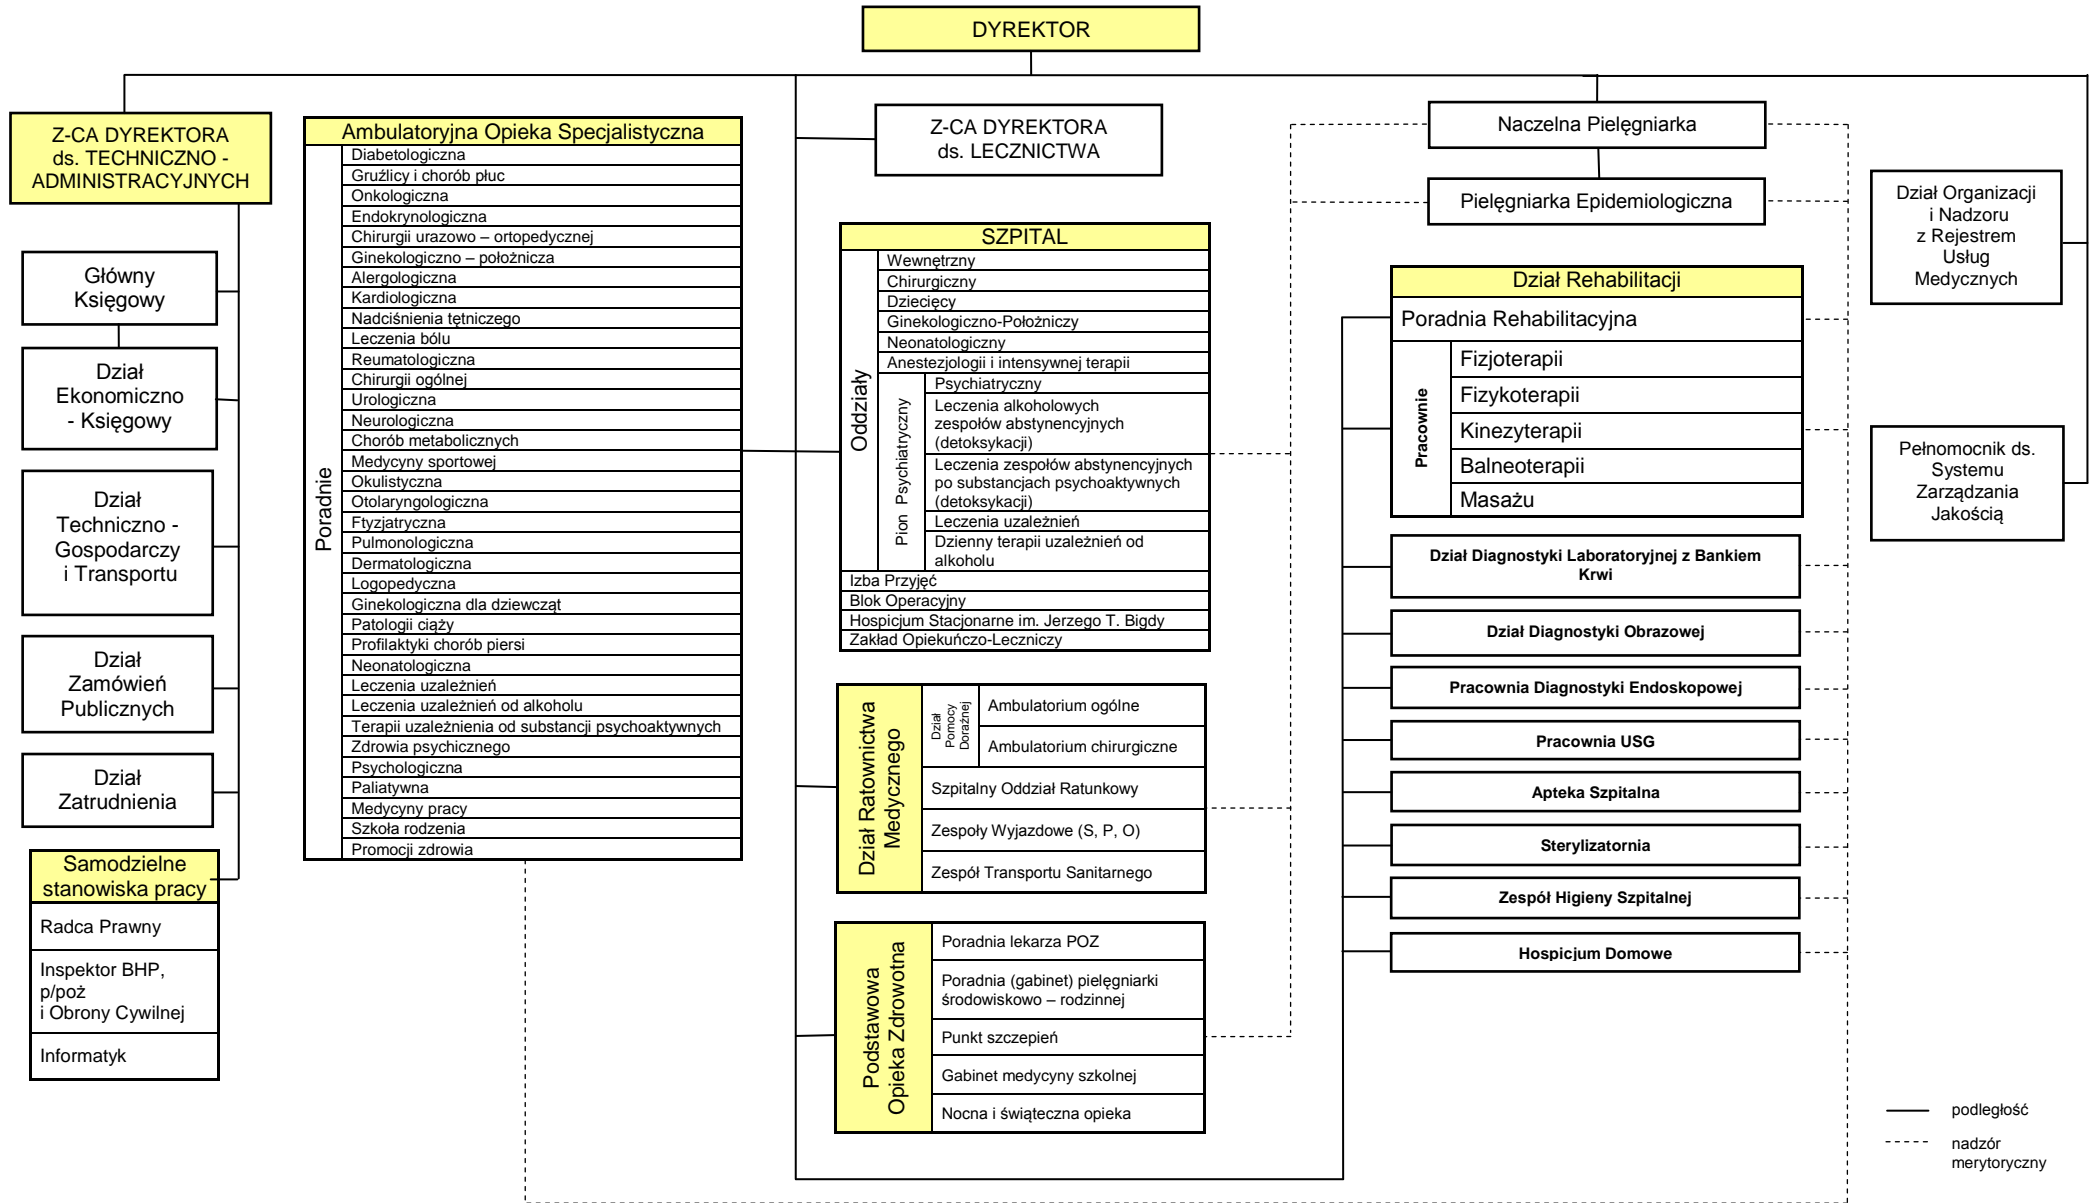 DYREKTOR
Z-CA DYREKTORA
ds. TECHNICZNO -
ADMINISTRACYJNYCH
Główny
Księgowy
Dział
Ekonomiczno
- Księgowy
Dział
Techniczno -
Gospodarczy
i Transportu
Dział
Zamówień
Publicznych
Dział
Zatrudnienia
Samodzielne
stanowiska pracy
Radca Prawny
Inspektor BHP,
p/poż
i Obrony Cywilnej
Informatyk
Ambulatoryjna Opieka Specjalistyczna
Poradnie
Diabetologiczna
Gruźlicy i chorób płuc
Onkologiczna
Endokrynologiczna
Chirurgii urazowo – ortopedycznej
Ginekologiczno – położnicza
Alergologiczna
Kardiologiczna
Nadciśnienia tętniczego
Leczenia bólu
Reumatologiczna
Chirurgii ogólnej
Urologiczna
Neurologiczna
Chorób metabolicznych
Medycyny sportowej
Okulistyczna
Otolaryngologiczna
Ftyzjatryczna
Pulmonologiczna
Dermatologiczna
Logopedyczna
Ginekologiczna dla dziewcząt
Patologii ciąży
Profilaktyki chorób piersi
Neonatologiczna
Leczenia uzależnień
Leczenia uzależnień od alkoholu
Terapii uzależnienia od substancji psychoaktywnych
Zdrowia psychicznego
Psychologiczna
Paliatywna
Medycyny pracy
Szkoła rodzenia
Promocji zdrowia
Z-CA DYREKTORA
ds. LECZNICTWA
SZPITAL
Oddziały
Wewnętrzny
Chirurgiczny
Dziecięcy
Ginekologiczno-Położniczy
Neonatologiczny
Anestezjologii i intensywnej terapii
Pion Psychiatryczny
Psychiatryczny
Leczenia alkoholowych
zespołów abstynencyjnych
(detoksykacji)
Leczenia zespołów abstynencyjnych
po substancjach psychoaktywnych
(detoksykacji)
Leczenia uzależnień
Dzienny terapii uzależnień od
alkoholu
Izba Przyjęć
Blok Operacyjny
Hospicjum Stacjonarne im. Jerzego T. Bigdy
Zakład Opiekuńczo-Leczniczy
Dział Ratownictwa
Medycznego
Dział
Pomocy
Doraźnej
Ambulatorium ogólne
Ambulatorium chirurgiczne
Szpitalny Oddział Ratunkowy
Zespoły Wyjazdowe (S, P, O)
Zespół Transportu Sanitarnego
Podstawowa
Opieka Zdrowotna
Poradnia lekarza POZ
Poradnia (gabinet) pielęgniarki
środowiskowo – rodzinnej
Punkt szczepień
Gabinet medycyny szkolnej
Nocna i świąteczna opieka
Naczelna Pielęgniarka
Pielęgniarka Epidemiologiczna
Dział Rehabilitacji
Poradnia Rehabilitacyjna
Pracownie
Fizjoterapii
Fizykoterapii
Kinezyterapii
Balneoterapii
Masażu
Dział Diagnostyki Laboratoryjnej z Bankiem
Krwi
Dział Diagnostyki Obrazowej
Pracownia Diagnostyki Endoskopowej
Pracownia USG
Apteka Szpitalna
Sterylizatornia
Zespół Higieny Szpitalnej
Hospicjum Domowe
Dział Organizacji
i Nadzoru
z Rejestrem
Usług
Medycznych
Pełnomocnik ds.
Systemu
Zarządzania
Jakością
podległość
nadzór
merytoryczny